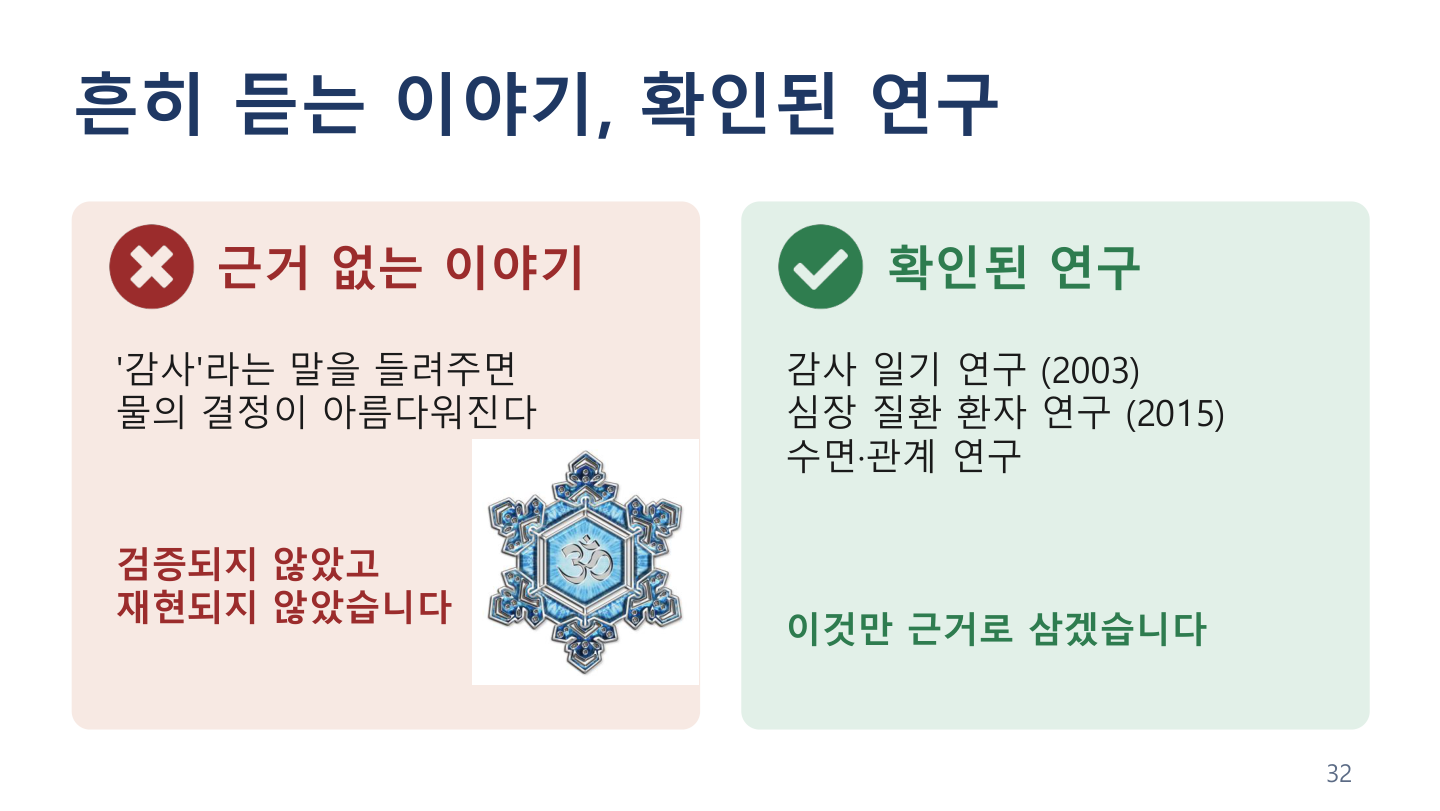 흔히 듣는 이야기, 확인된 연구
근거 없는 이야기
'감사'라는 말을 들려주면
물의 결정이 아름다워진다
검증되지 않았고
재현되지 않았습니다
ॐ
확인된 연구
감사 일기 연구 (2003)
심장 질환 환자 연구 (2015)
수면·관계 연구
이것만 근거로 삼겠습니다
32